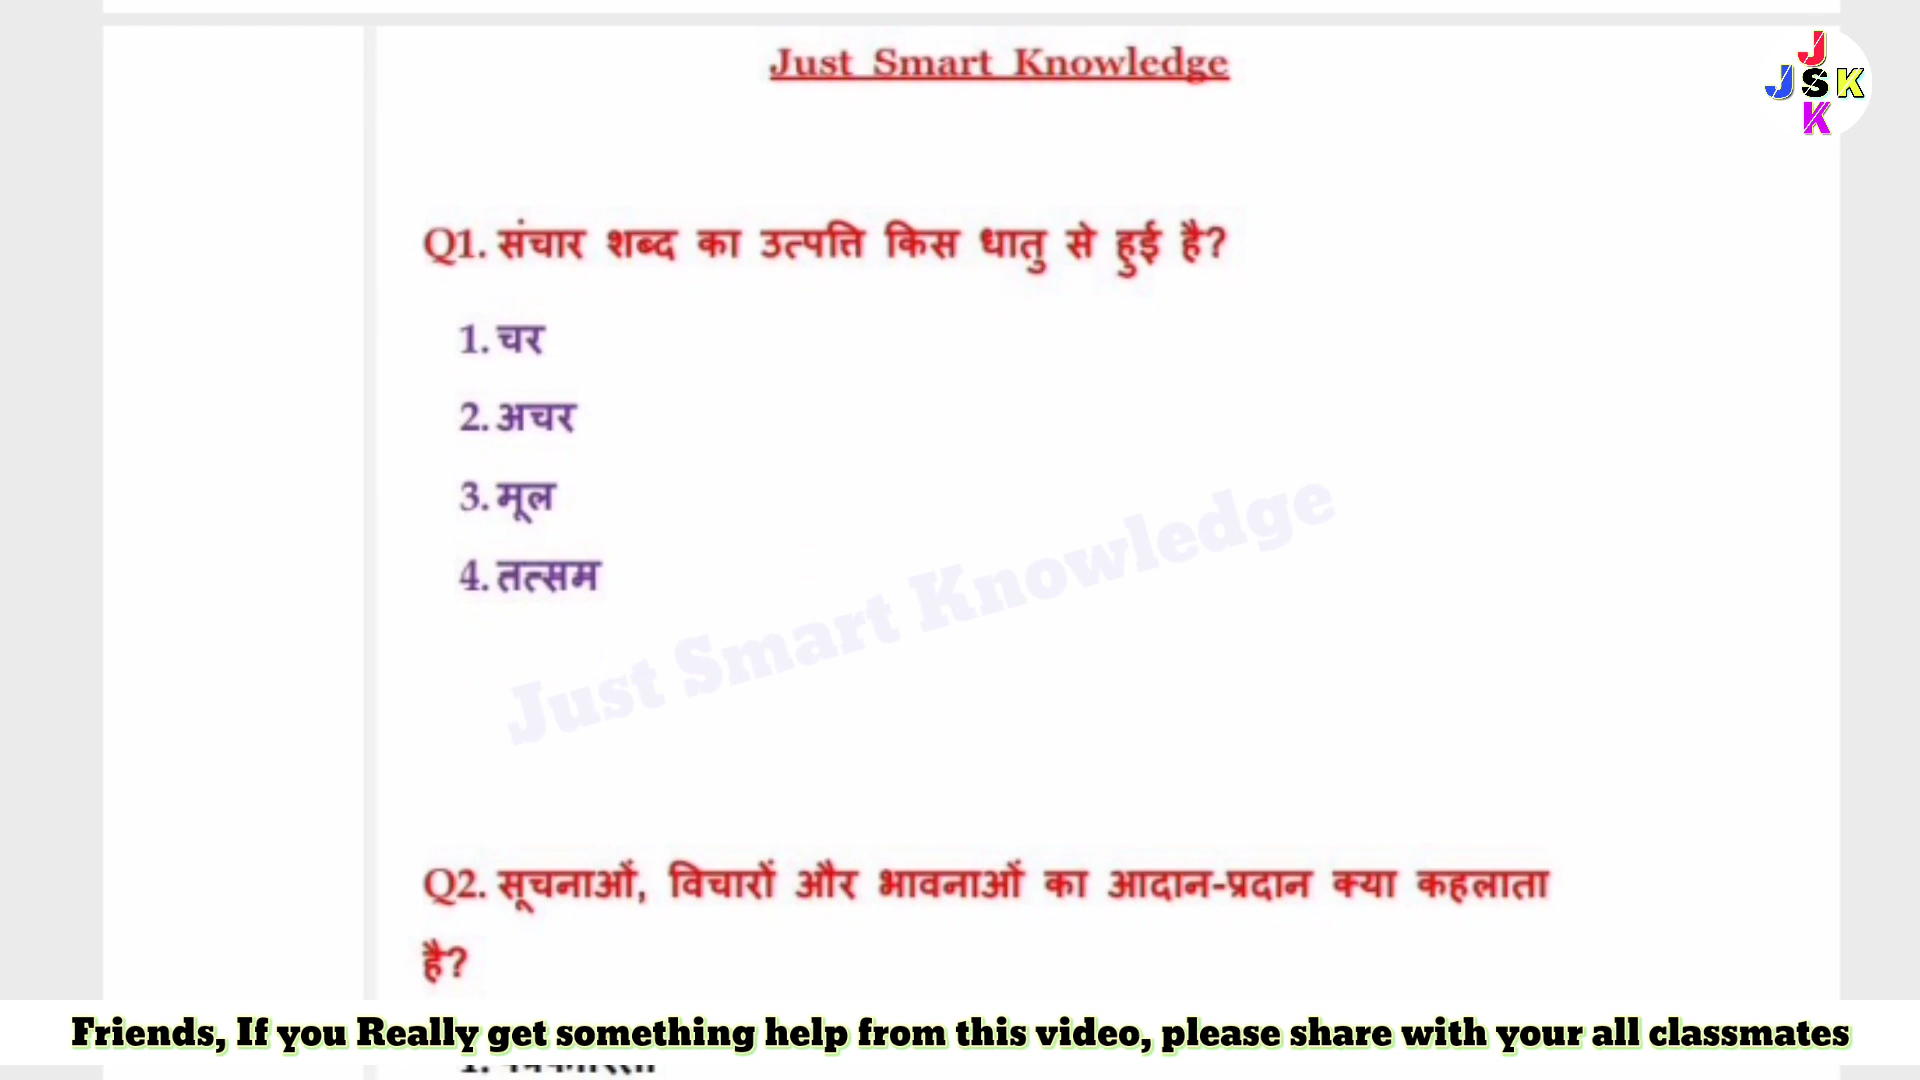 Just Smart Knowledge
J
JSK
K
Q1. संचार शब्द का उत्पत्ति किस धातु से हुई है?
1. चर
2. अचर
3. मूल
4. तत्सम
Just Smart Knowledge
Q2. सूचनाओं, विचारों और भावनाओं का आदान-प्रदान क्या कहलाता
है?
Friends, If you Really get something help from this video, please share with your all classmates
1.